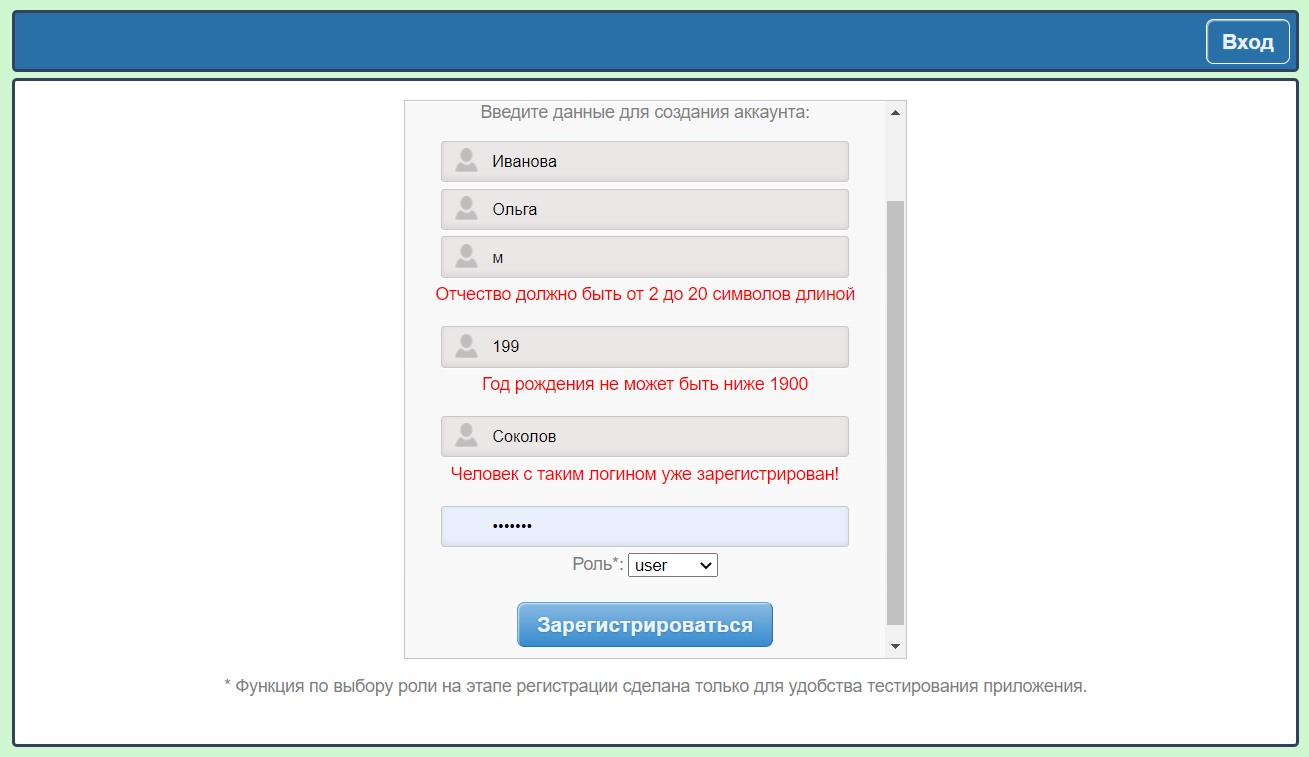 Вход
Введите данные для создания аккаунта:
Иванова
Ольга
м
Отчество должно быть от 2 до 20 символов длиной
199
Год рождения не может быть ниже 1900
Соколов
Человек с таким логином уже зарегистрирован!
•••••••
Роль*: user
Зарегистрироваться
* Функция по выбору роли на этапе регистрации сделана только для удобства тестирования приложения.